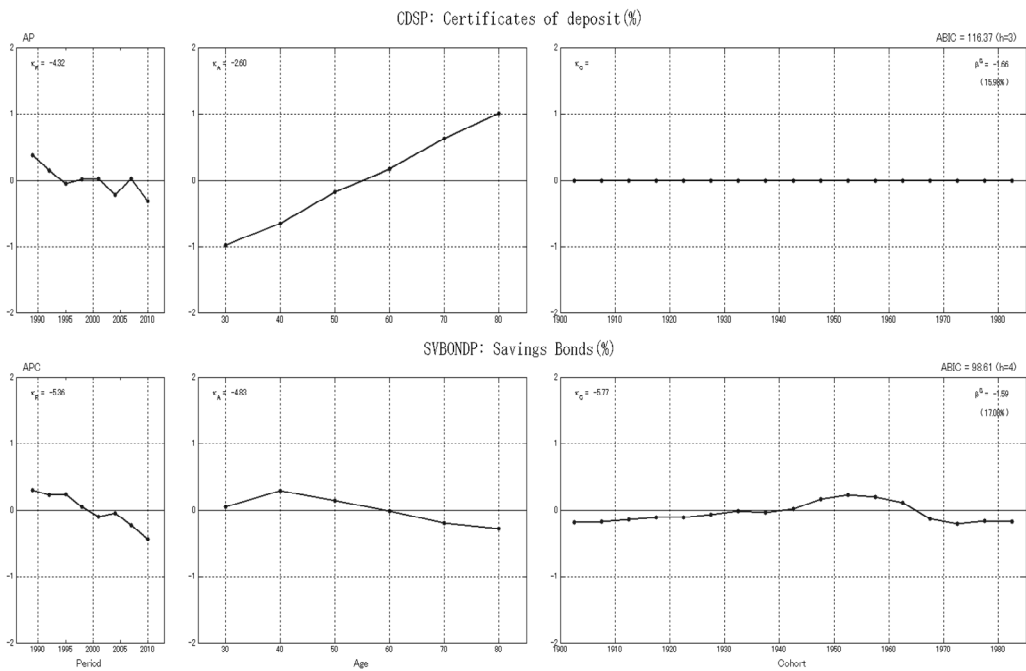 CDSP: Certificates of deposit(%)
AP
ABIC = 116.37 (h=3)
2
1
0
-1
-2
κR = -4.32
κA = -2.60
κC =
βG = -1.66
(15.98%)
1990 1995 2000 2005 2010
30 40 50 60 70 80
1900 1910 1920 1930 1940 1950 1960 1970 1980
SVBONDP: Savings Bonds(%)
APC
ABIC = 98.61 (h=4)
2
1
0
-1
-2
κR = -5.36
κA = -4.83
κC = -5.77
βG = -1.59
(17.08%)
1990 1995 2000 2005 2010
30 40 50 60 70 80
1900 1910 1920 1930 1940 1950 1960 1970 1980
Period
Age
Cohort